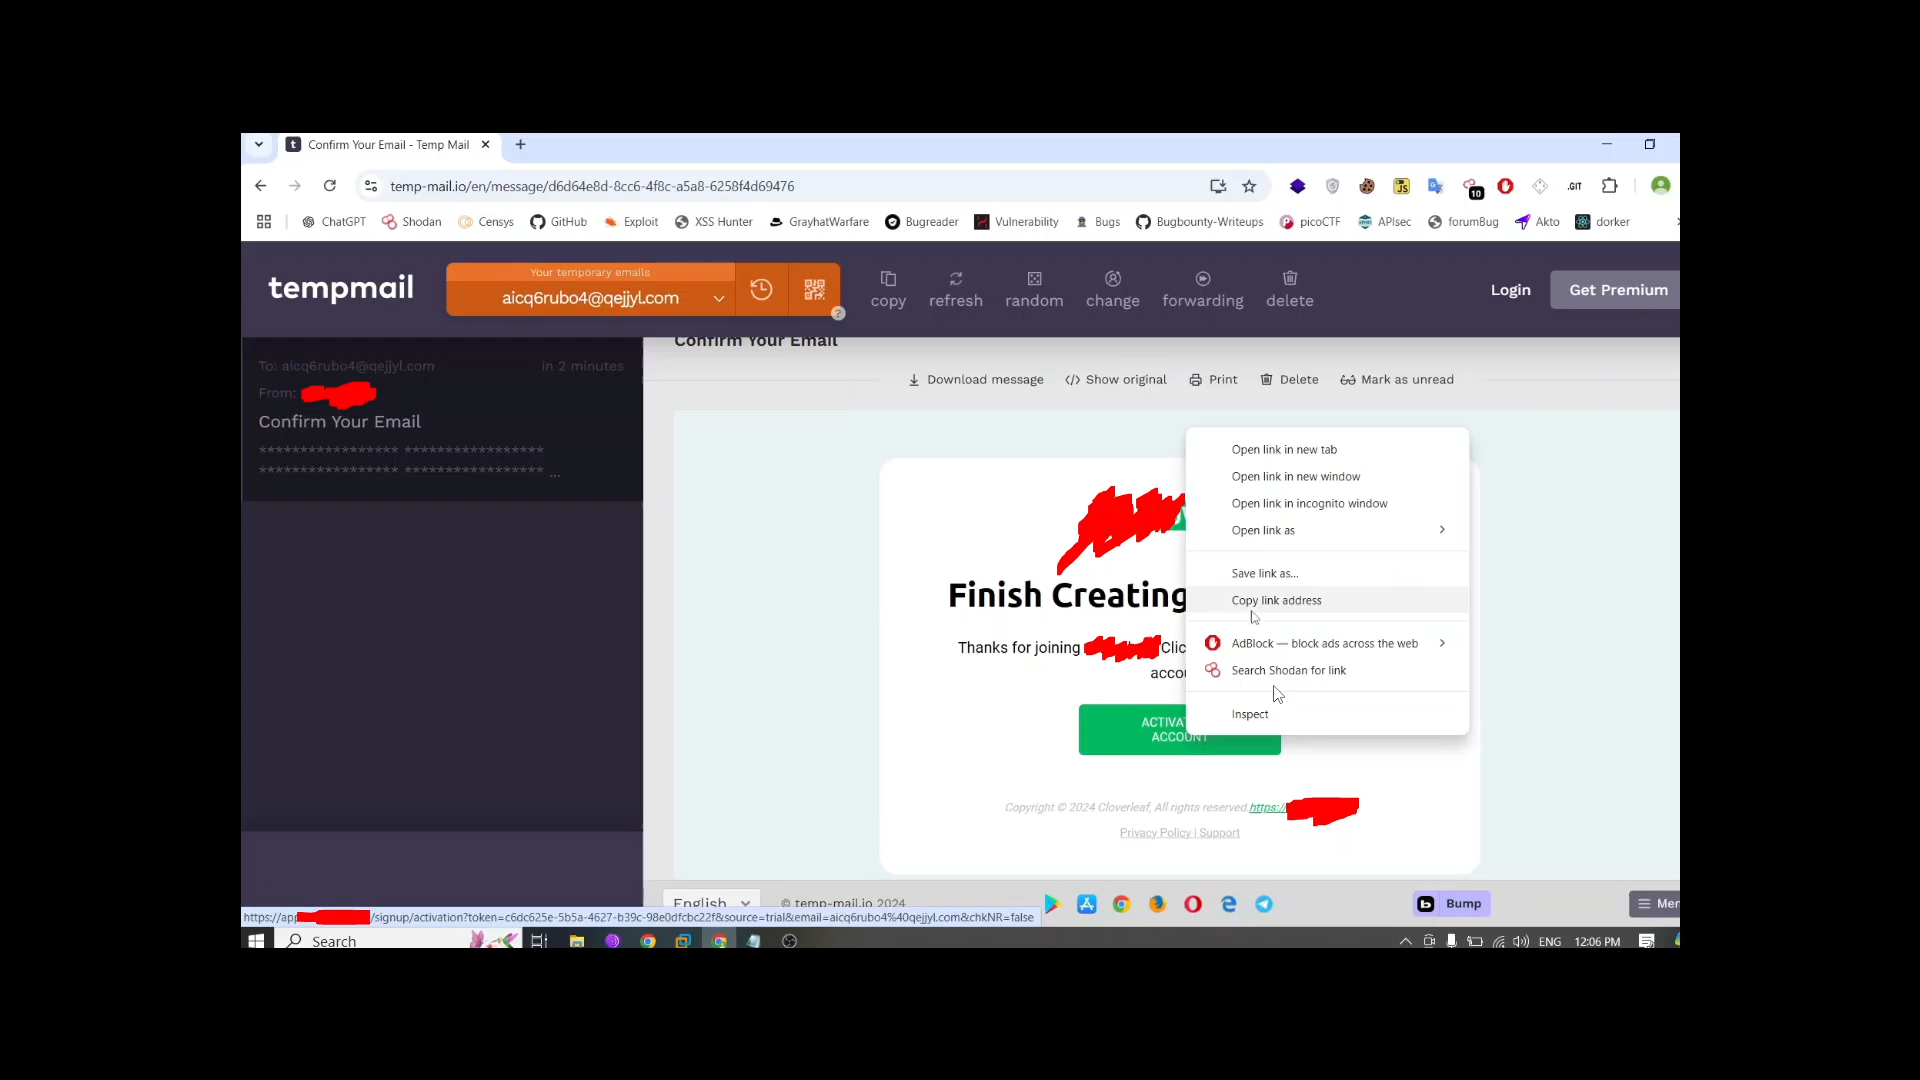 Confirm Your Email - Temp Mail
temp-mail.io/en/message/d6d64e8d-8cc6-4f8c-a5a8-6258f4d69476
10
JS
.GIT
ChatGPT
Shodan
Censys
GitHub
Exploit
XSS Hunter
GrayhatWarfare
Bugreader
Vulnerability
Bugs
Bugbounty-Writeups
picoCTF
APIsec
forumBug
Akto
dorker
tempmail
Your temporary emails
aicq6rubo4@qejjyl.com
?
copy
refresh
random
change
forwarding
delete
Login
Get Premium
To: aicq6rubo4@qejjyl.com
in 2 minutes
From:
Confirm Your Email
***************** *****************
***************** ***************** ...
Confirm Your Email
Download message
Show original
Print
Delete
Mark as unread
Finish Creating
Thanks for joining
Clic
accou
ACTIVA
ACCOUNT
Open link in new tab
Open link in new window
Open link in incognito window
Open link as
Save link as...
Copy link address
AdBlock — block ads across the web
Search Shodan for link
Inspect
Copyright © 2024 Cloverleaf, All rights reserved.https://
Privacy Policy | Support
English
© temp-mail.io 2024
Bump
Men
https://app
/signup/activation?token=c6dc625e-5b5a-4627-b39c-98e0dfcbc22f&source=trial&email=aicq6rubo4%40qejjyl.com&chkNR=false
Search
ENG
12:06 PM